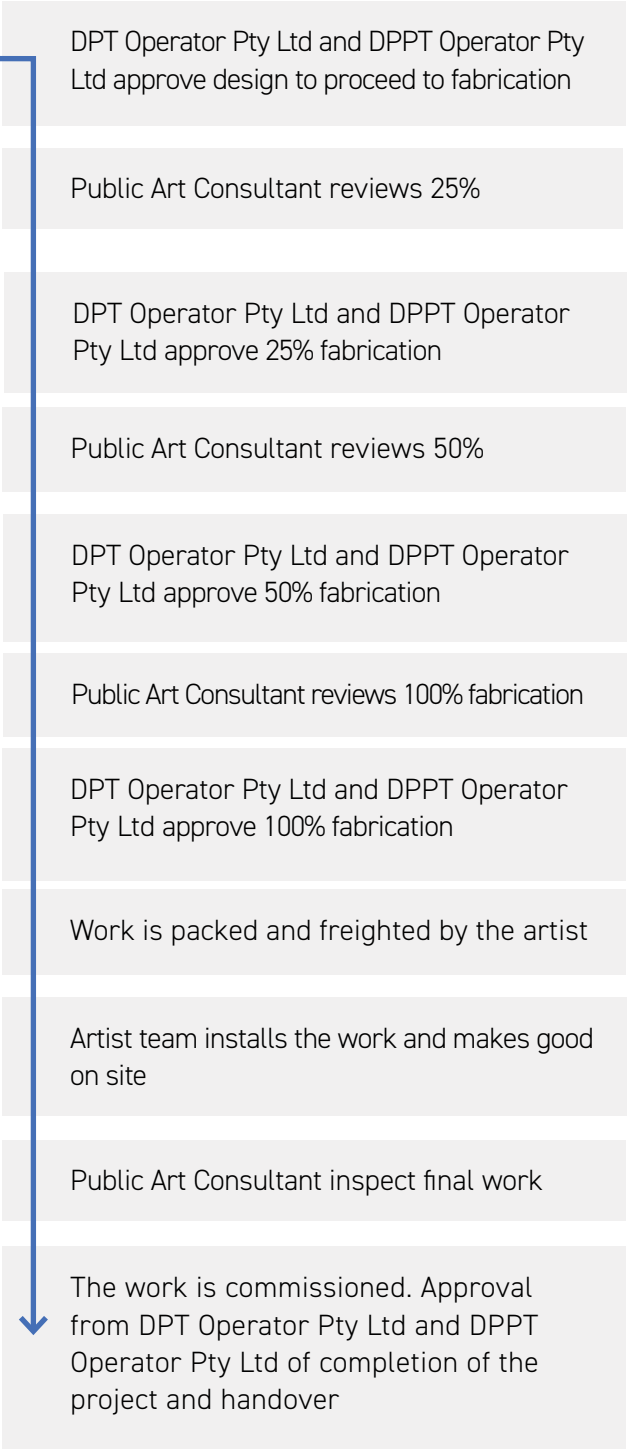 DPT Operator Pty Ltd and DPPT Operator Pty
Ltd approve design to proceed to fabrication
Public Art Consultant reviews 25%
DPT Operator Pty Ltd and DPPT Operator
Pty Ltd approve 25% fabrication
Public Art Consultant reviews 50%
DPT Operator Pty Ltd and DPPT Operator
Pty Ltd approve 50% fabrication
Public Art Consultant reviews 100% fabrication
DPT Operator Pty Ltd and DPPT Operator
Pty Ltd approve 100% fabrication
Work is packed and freighted by the artist
Artist team installs the work and makes good
on site
Public Art Consultant inspect final work
The work is commissioned. Approval
from DPT Operator Pty Ltd and DPPT
Operator Pty Ltd of completion of the
project and handover